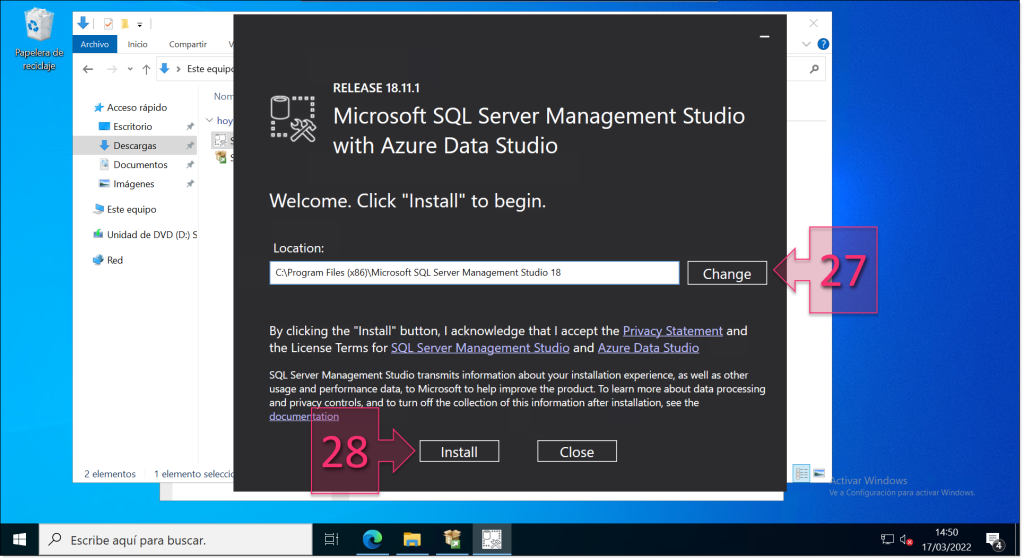 Papelera de
reciclaje
Archivo
Inicio
Compartir
Este equipo
Acceso rápido
Escritorio
Descargas
Documentos
Imágenes
Este equipo
Unidad de DVD (D:) S
Red
Nom
hoy
2 elementos
1 elemento selecci
RELEASE 18.11.1
Microsoft SQL Server Management Studio
with Azure Data Studio
Welcome. Click "Install" to begin.
Location:
C:\Program Files (x86)\Microsoft SQL Server Management Studio 18
Change
27
By clicking the "Install" button, I acknowledge that I accept the Privacy Statement and
the License Terms for SQL Server Management Studio and Azure Data Studio
SQL Server Management Studio transmits information about your installation experience, as well as other
usage and performance data, to Microsoft to help improve the product. To learn more about data processing
and privacy controls, and to turn off the collection of this information after installation, see the
documentation
28
Install
Close
Activar Windows
Ve a Configuración para activar Windows.
Escribe aquí para buscar.
14:50
17/03/2022
4